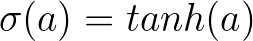 σ(a) = tanh(a)